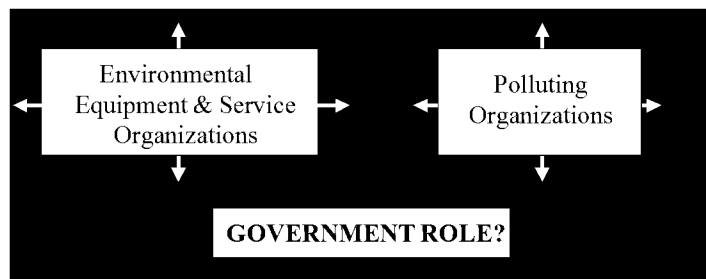 Environmental
Equipment & Service
Organizations
Polluting
Organizations
GOVERNMENT ROLE?